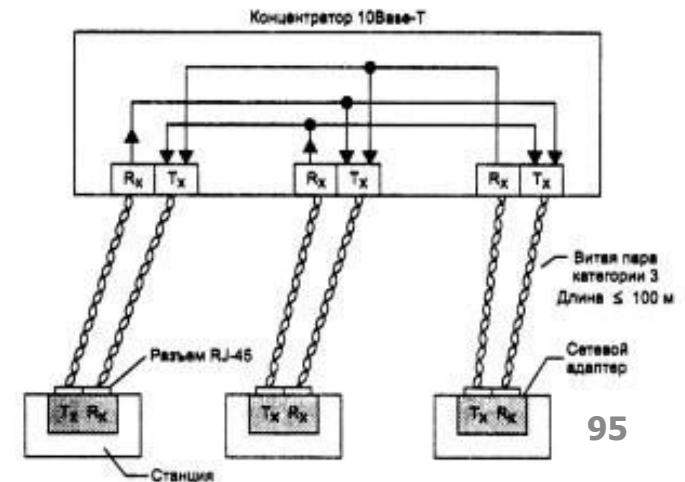 Концентратор 10Base-T
Rx Tx Rx Tx Rx Tx
Витая пара
категории 3
Длина ≤ 100 м
Разъем RJ-45
Сетевой
адаптер
Tx Rx Tx Rx Tx Rx
95
Станция